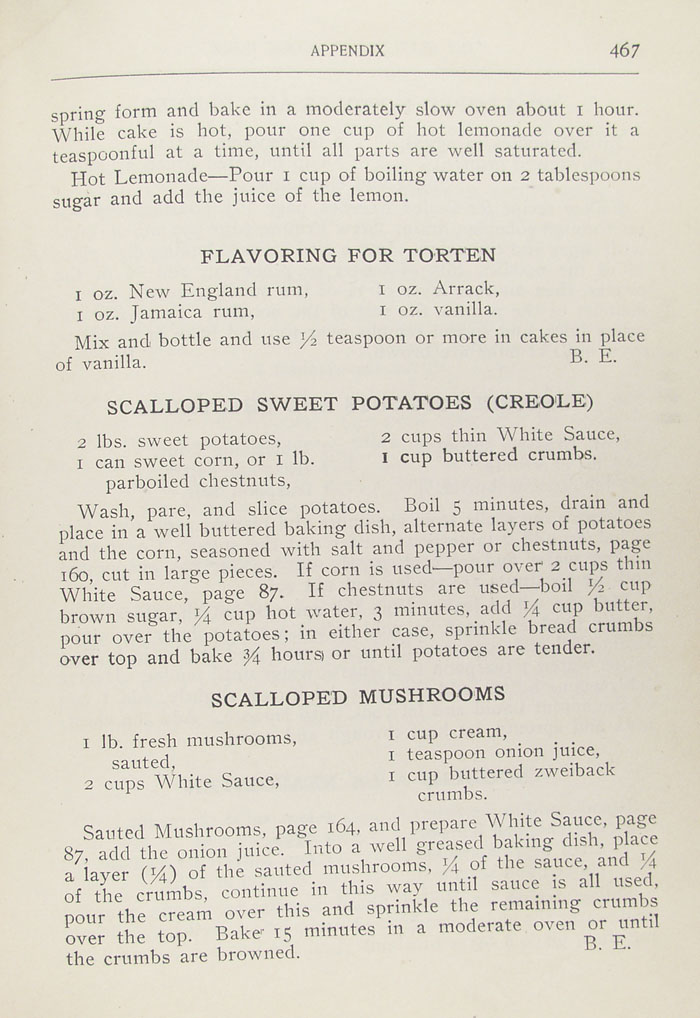 APPENDIX 467
spring form and bake in a moderately slow oven about 1 hour.
While cake is hot, pour one cup of hot lemonade over it a
teaspoonful at a time, until all parts are well saturated.
Hot Lemonade—Pour 1 cup of boiling water on 2 tablespoons
sugar and add the juice of the lemon.
FLAVORING FOR TORTEN
1 oz. New England rum,
1 oz. Jamaica rum,
1 oz. Arrack,
1 oz. vanilla.
Mix and bottle and use ½ teaspoon or more in cakes in place
of vanilla. B. E.
SCALLOPED SWEET POTATOES (CREOLE)
2 lbs. sweet potatoes,
1 can sweet corn, or 1 lb.
parboiled chestnuts,
2 cups thin White Sauce,
1 cup buttered crumbs.
Wash, pare, and slice potatoes. Boil 5 minutes, drain and
place in a well buttered baking dish, alternate layers of potatoes
and the corn, seasoned with salt and pepper or chestnuts, page
160, cut in large pieces. If corn is used—pour over 2 cups thin
White Sauce, page 87. If chestnuts are used—boil ½ cup
brown sugar, ¼ cup hot water, 3 minutes, add ¼ cup butter,
pour over the potatoes; in either case, sprinkle bread crumbs
over top and bake ¾ hours or until potatoes are tender.
SCALLOPED MUSHROOMS
1 lb. fresh mushrooms,
sauted,
2 cups White Sauce,
1 cup cream,
1 teaspoon onion juice,
1 cup buttered zweiback
crumbs.
Sauted Mushrooms, page 164, and prepare White Sauce, page
87, add the onion juice. Into a well greased baking dish, place
a layer (¼) of the sauted mushrooms, ¼ of the sauce, and ¼
of the crumbs, continue in this way until sauce is all used,
pour the cream over this and sprinkle the remaining crumbs
over the top. Bake 15 minutes in a moderate oven or until
the crumbs are browned. B. E.